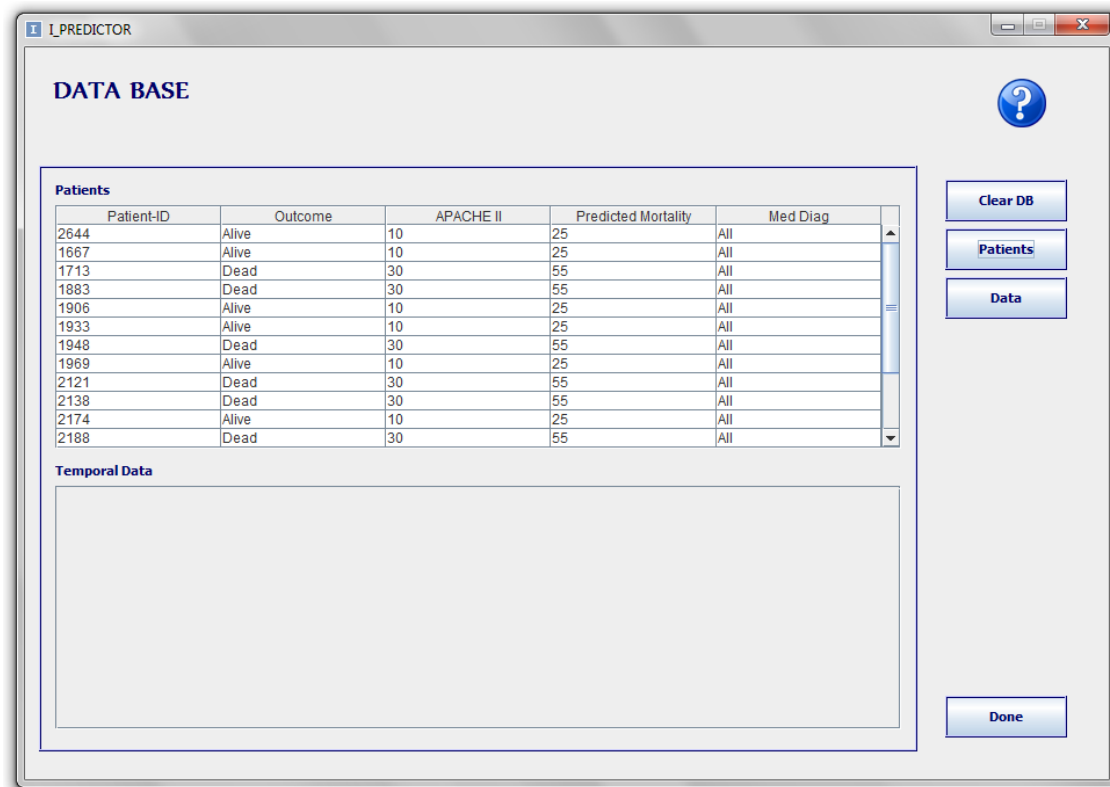 I I_PREDICTOR
DATA BASE
?
Patients
Patient-ID Outcome APACHE II Predicted Mortality Med Diag
2644 Alive 10 25 All
1667 Alive 10 25 All
1713 Dead 30 55 All
1883 Dead 30 55 All
1906 Alive 10 25 All
1933 Alive 10 25 All
1948 Dead 30 55 All
1969 Alive 10 25 All
2121 Dead 30 55 All
2138 Dead 30 55 All
2174 Alive 10 25 All
2188 Dead 30 55 All
Temporal Data
Clear DB
Patients
Data
Done